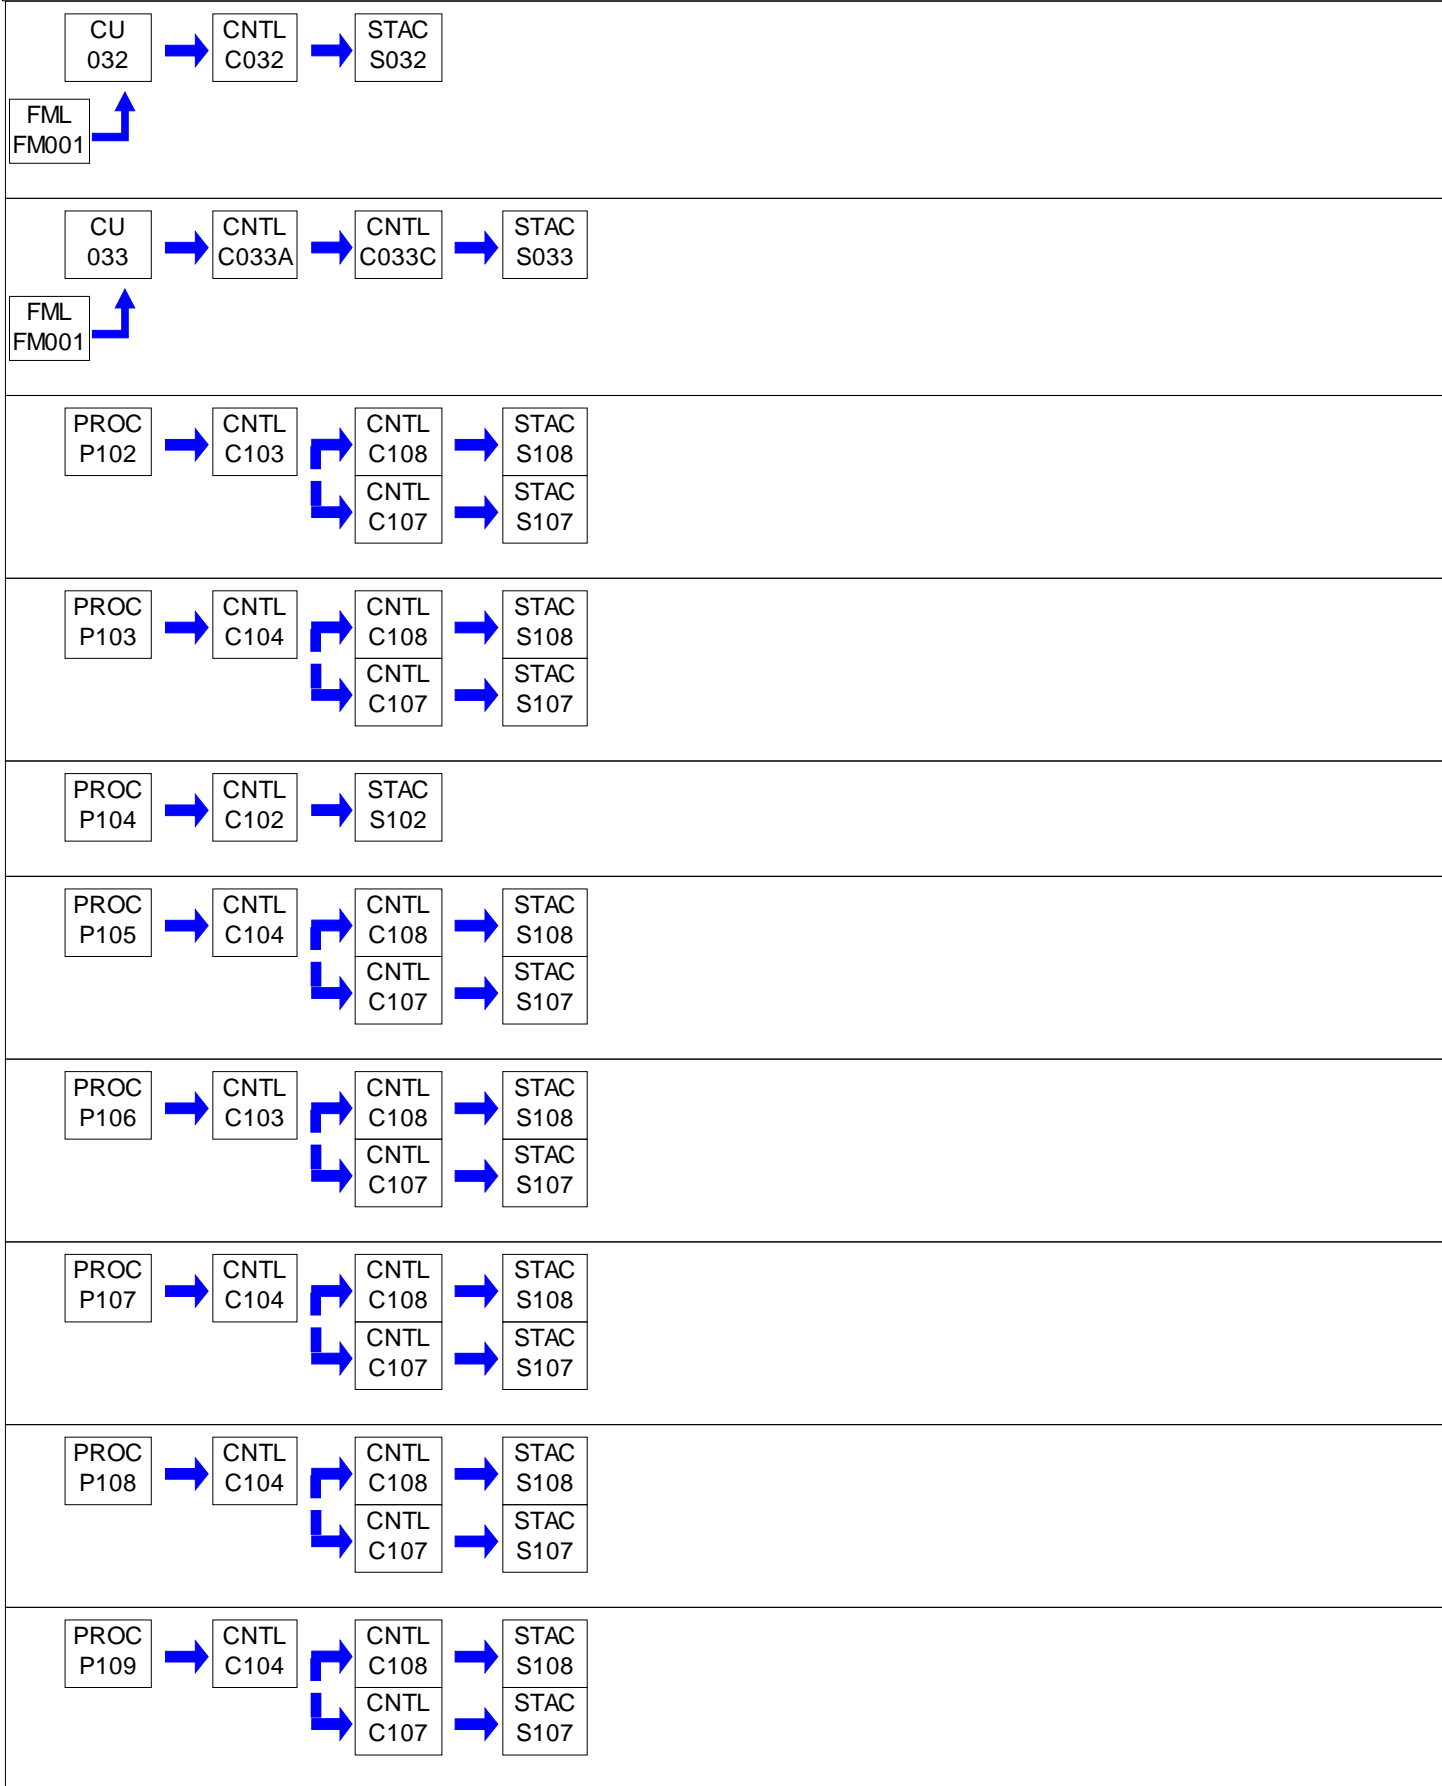 CU
032
CNTL
C032
STAC
S032
FML
FM001
CU
033
CNTL
C033A
CNTL
C033C
STAC
S033
FML
FM001
PROC
P102
CNTL
C103
CNTL
C108
STAC
S108
CNTL
C107
STAC
S107
PROC
P103
CNTL
C104
CNTL
C108
STAC
S108
CNTL
C107
STAC
S107
PROC
P104
CNTL
C102
STAC
S102
PROC
P105
CNTL
C104
CNTL
C108
STAC
S108
CNTL
C107
STAC
S107
PROC
P106
CNTL
C103
CNTL
C108
STAC
S108
CNTL
C107
STAC
S107
PROC
P107
CNTL
C104
CNTL
C108
STAC
S108
CNTL
C107
STAC
S107
PROC
P108
CNTL
C104
CNTL
C108
STAC
S108
CNTL
C107
STAC
S107
PROC
P109
CNTL
C104
CNTL
C108
STAC
S108
CNTL
C107
STAC
S107